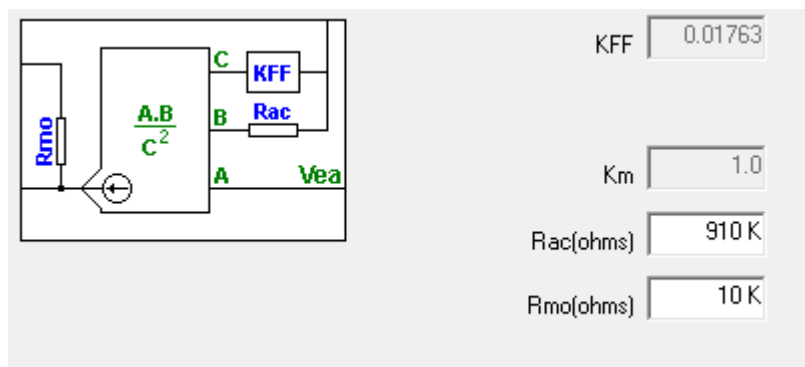 C
KFF
Rmo
A.B
C²
B
Rac
A
Vea
KFF 0.01763
Km 1.0
Rac(ohms) 910 K
Rmo(ohms) 10 K